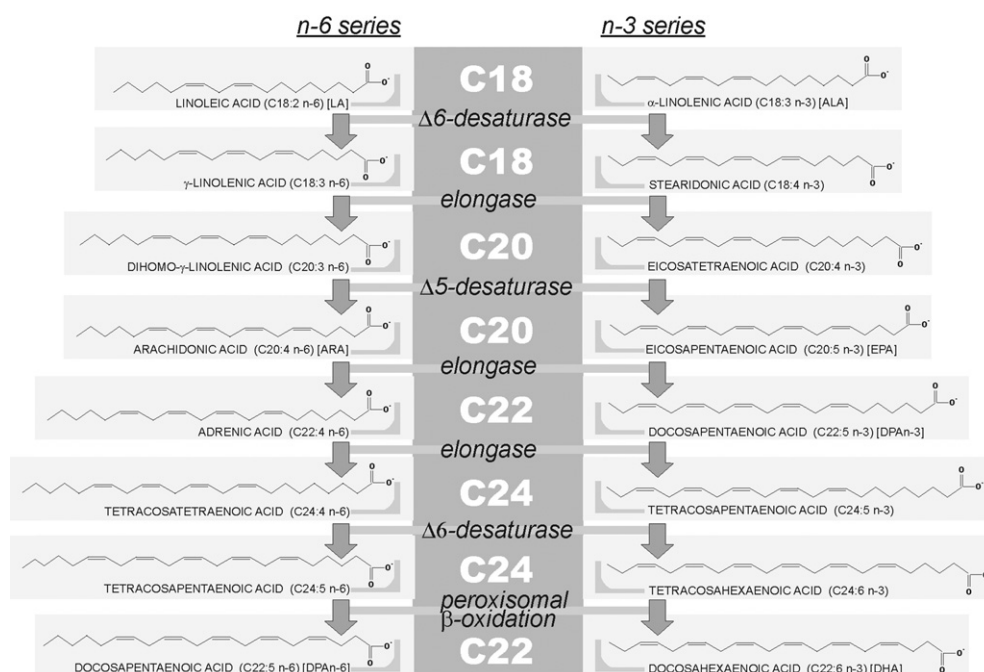 n-6 series n-3 series
C18
LINOLEIC ACID (C18:2 n-6) [LA]
α-LINOLENIC ACID (C18:3 n-3) [ALA]
Δ6-desaturase
C18
γ-LINOLENIC ACID (C18:3 n-6)
STEARIDONIC ACID (C18:4 n-3)
elongase
C20
DIHOMO-γ-LINOLENIC ACID (C20:3 n-6)
EICOSATETRAENOIC ACID (C20:4 n-3)
Δ5-desaturase
C20
ARACHIDONIC ACID (C20:4 n-6) [ARA]
EICOSAPENTAENOIC ACID (C20:5 n-3) [EPA]
elongase
C22
ADRENIC ACID (C22:4 n-6)
DOCOSAPENTAENOIC ACID (C22:5 n-3) [DPAn-3]
elongase
C24
TETRACOSATETRAENOIC ACID (C24:4 n-6)
TETRACOSAPENTAENOIC ACID (C24:5 n-3)
Δ6-desaturase
C24
TETRACOSAPENTAENOIC ACID (C24:5 n-6)
TETRACOSAHEXAENOIC ACID (C24:6 n-3)
peroxisomal
β-oxidation
C22
DOCOSAPENTAENOIC ACID (C22:5 n-6) [DPAn-6]
DOCOSAHEXAENOIC ACID (C22:6 n-3) [DHA]